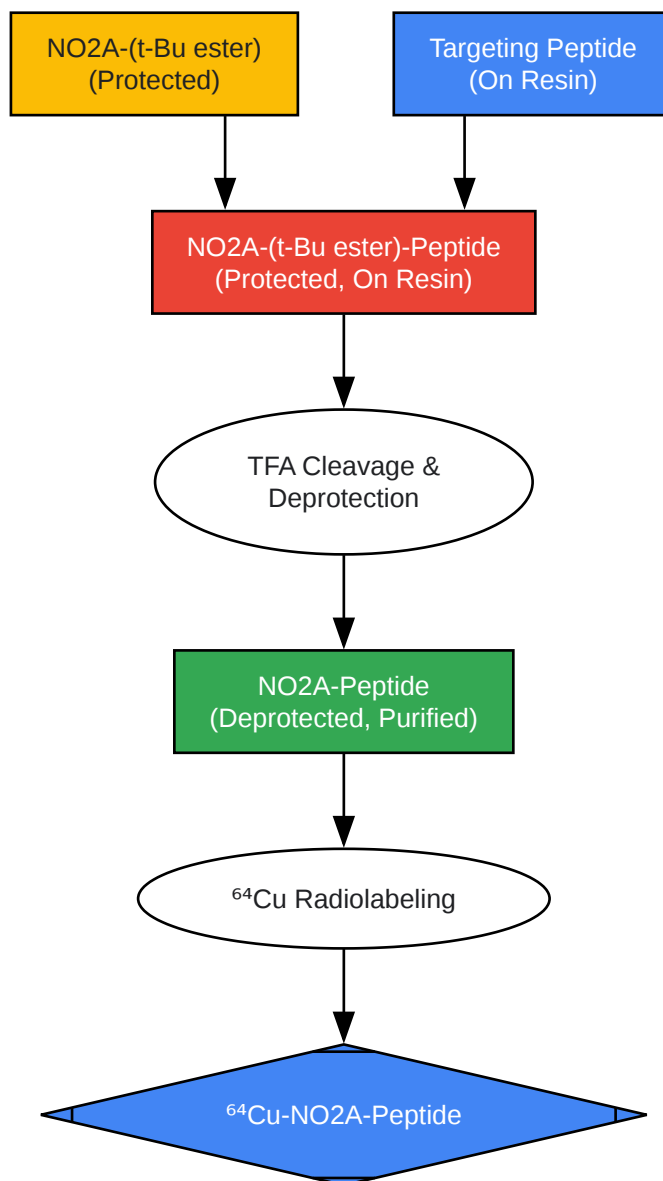 NO2A-(t-Bu ester)
(Protected)
Targeting Peptide
(On Resin)
NO2A-(t-Bu ester)-Peptide
(Protected, On Resin)
TFA Cleavage &
Deprotection
NO2A-Peptide
(Deprotected, Purified)
⁶⁴Cu Radiolabeling
⁶⁴Cu-NO2A-Peptide